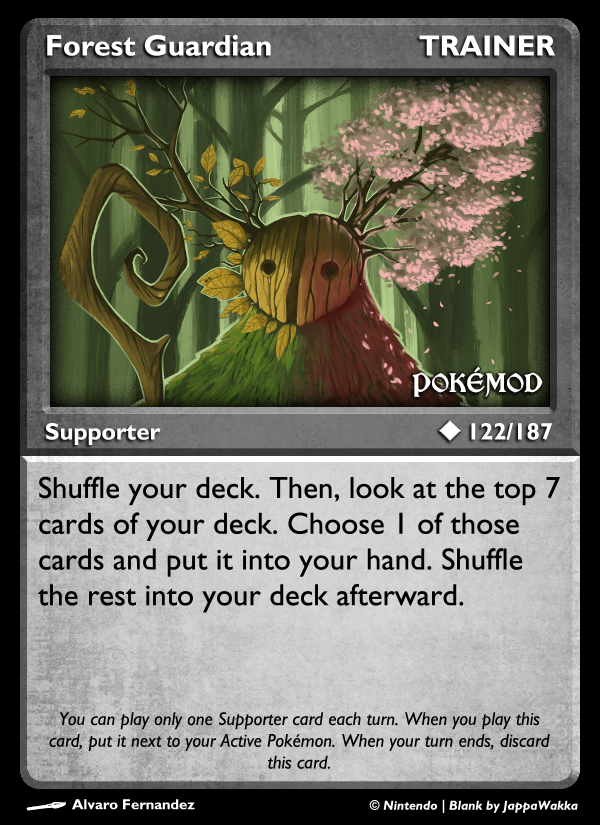 Forest Guardian TRAINER
POKÉMOD
Supporter 122/187
Shuffle your deck. Then, look at the top 7
cards of your deck. Choose 1 of those
cards and put it into your hand. Shuffle
the rest into your deck afterward.
You can play only one Supporter card each turn. When you play this
card, put it next to your Active Pokémon. When your turn ends, discard
this card.
Alvaro Fernandez © Nintendo | Blank by JappaWakka